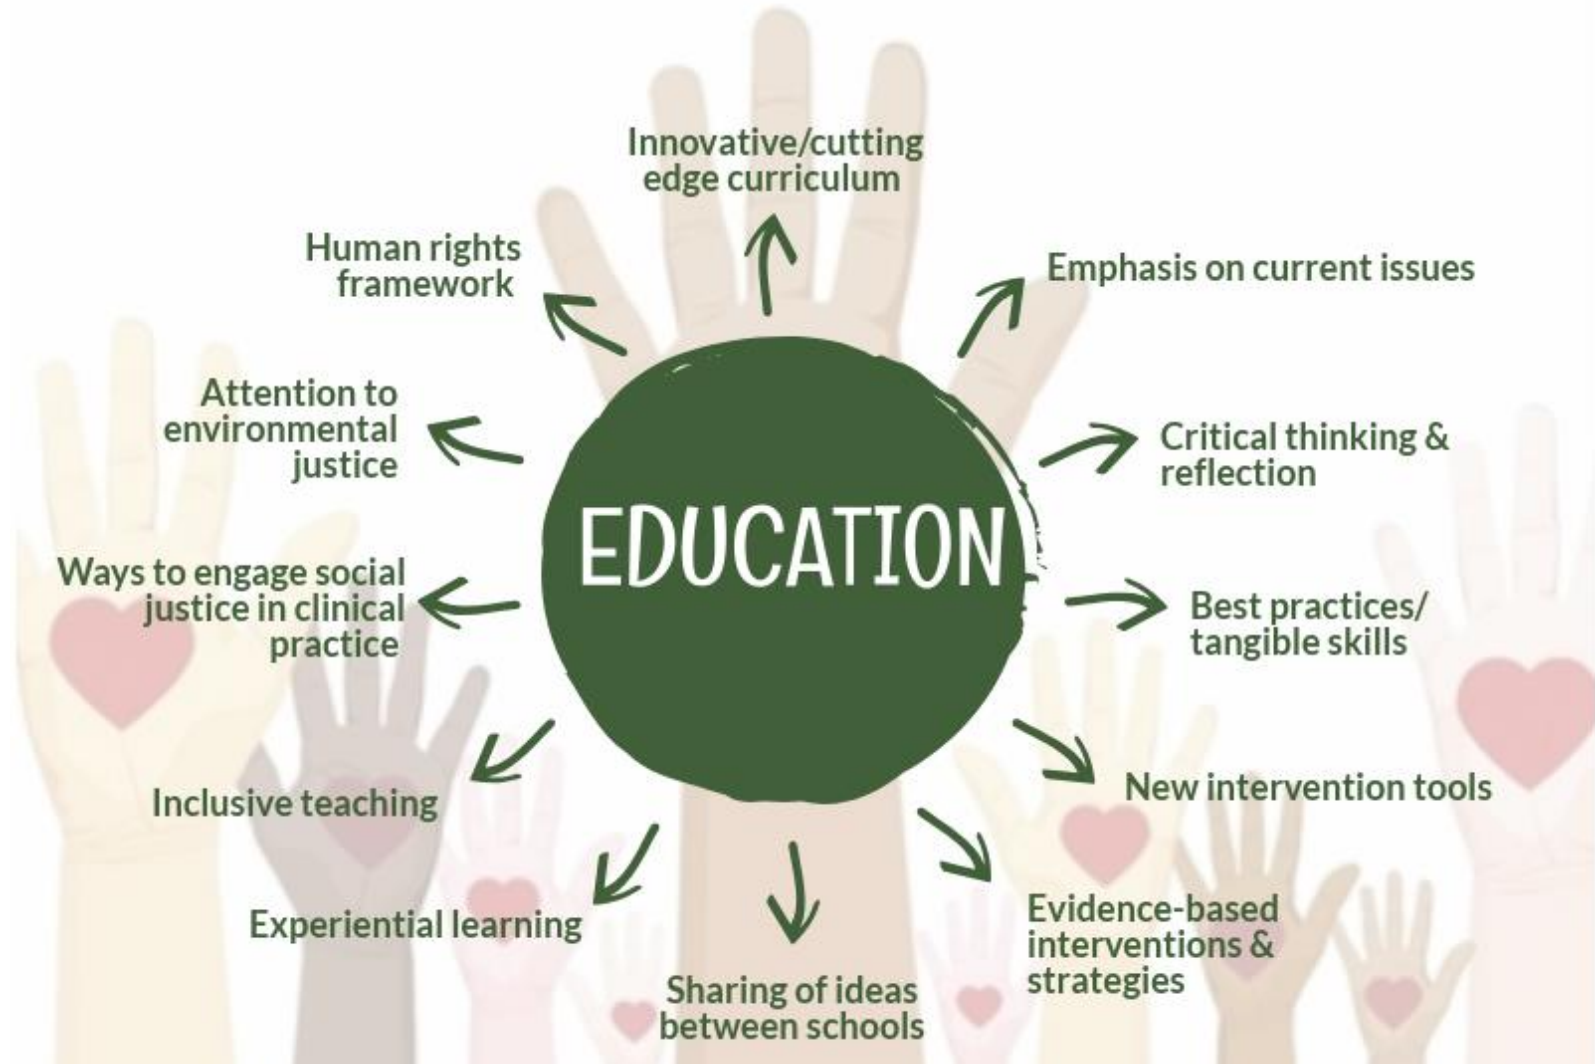 Innovative/cutting
edge curriculum
Human rights
framework
Emphasis on current issues
Attention to
environmental
justice
Critical thinking &
reflection
EDUCATION
Ways to engage social
justice in clinical
practice
Best practices/
tangible skills
Inclusive teaching
New intervention tools
Experiential learning
Evidence-based
interventions &
strategies
Sharing of ideas
between schools